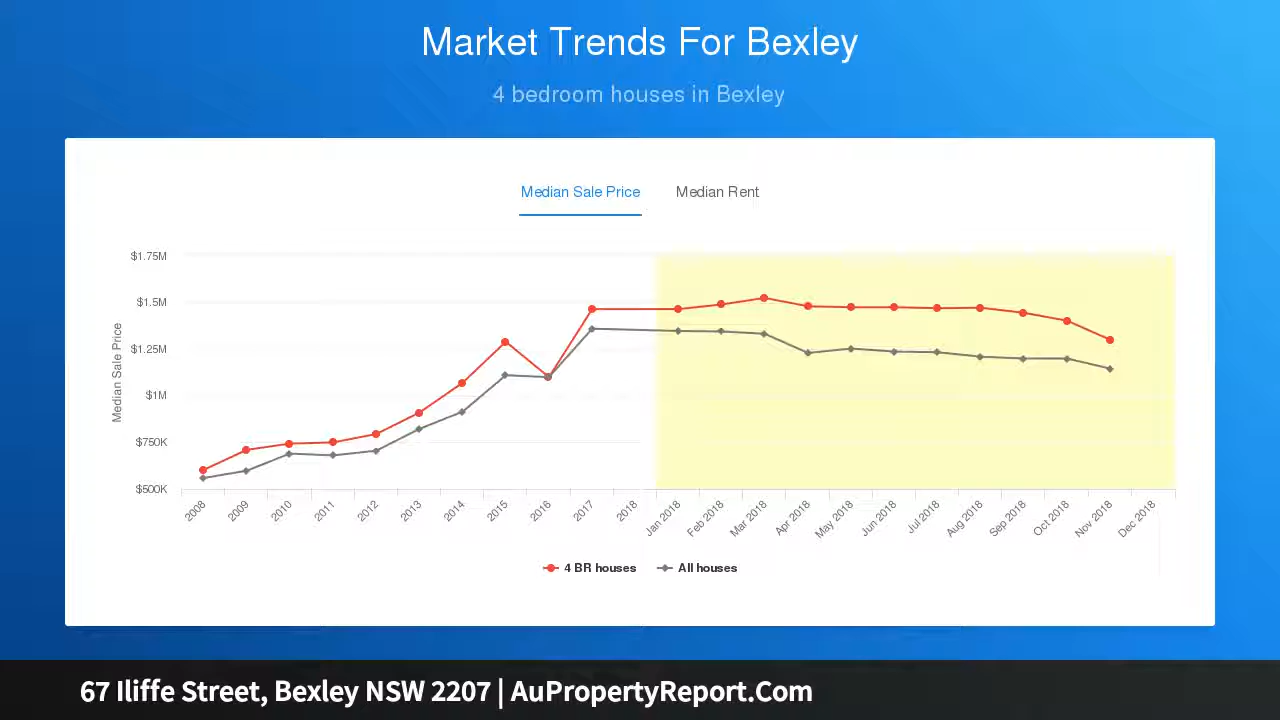 Market Trends For Bexley
4 bedroom houses in Bexley
Median Sale Price Median Rent
$1.75M
$1.5M
$1.25M
$1M
$750K
$500K
Median Sale Price
2008 2009 2010 2011 2012 2013 2014 2015 2016 2017 2018 Jan 2018 Feb 2018 Mar 2018 Apr 2018 May 2018 Jun 2018 Jul 2018 Aug 2018 Sep 2018 Oct 2018 Nov 2018 Dec 2018
4 BR houses All houses
67 Iliffe Street, Bexley NSW 2207 | AuPropertyReport.Com